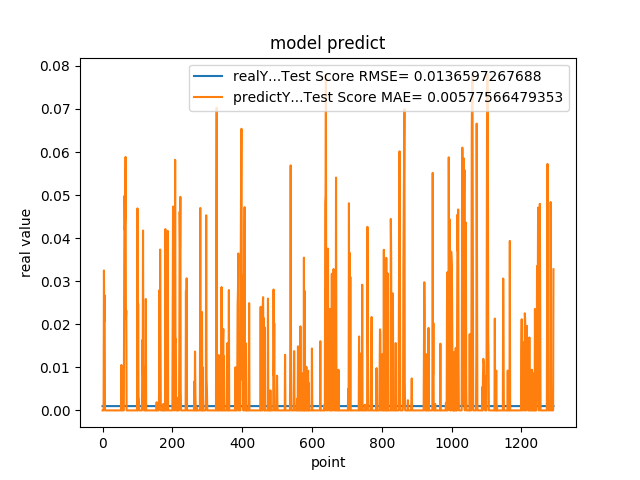 model predict
realY...Test Score RMSE= 0.0136597267688
predictY...Test Score MAE= 0.00577566479353
0.08
0.07
0.06
0.05
0.04
0.03
0.02
0.01
0.00
real value
0 200 400 600 800 1000 1200
point